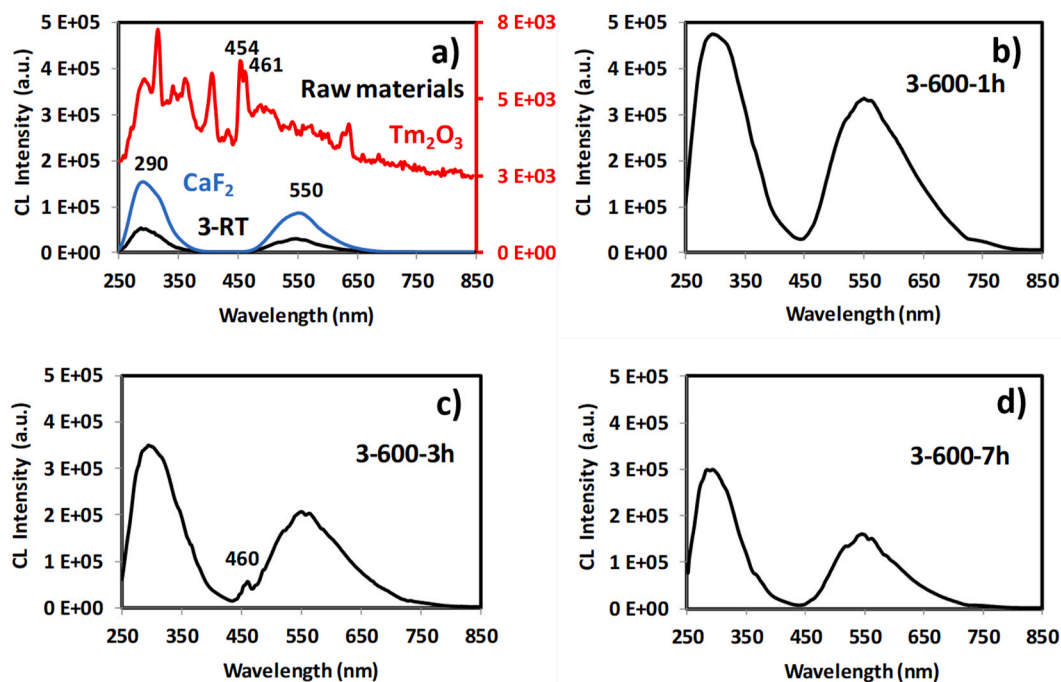 a)
Raw materials
454
461
Tm₂O₃
290
CaF₂
550
3-RT
CL Intensity (a.u.)
5 E+05
4 E+05
3 E+05
2 E+05
1 E+05
0 E+00
8 E+03
5 E+03
3 E+03
0 E+00
250 350 450 550 650 750 850
Wavelength (nm)
b)
3-600-1h
CL Intensity (a.u.)
5 E+05
4 E+05
3 E+05
2 E+05
1 E+05
0 E+00
250 350 450 550 650 750 850
Wavelength (nm)
c)
3-600-3h
460
CL Intensity (a.u.)
5 E+05
4 E+05
3 E+05
2 E+05
1 E+05
0 E+00
250 350 450 550 650 750 850
Wavelength (nm)
d)
3-600-7h
CL Intensity (a.u.)
5 E+05
4 E+05
3 E+05
2 E+05
1 E+05
0 E+00
250 350 450 550 650 750 850
Wavelength (nm)